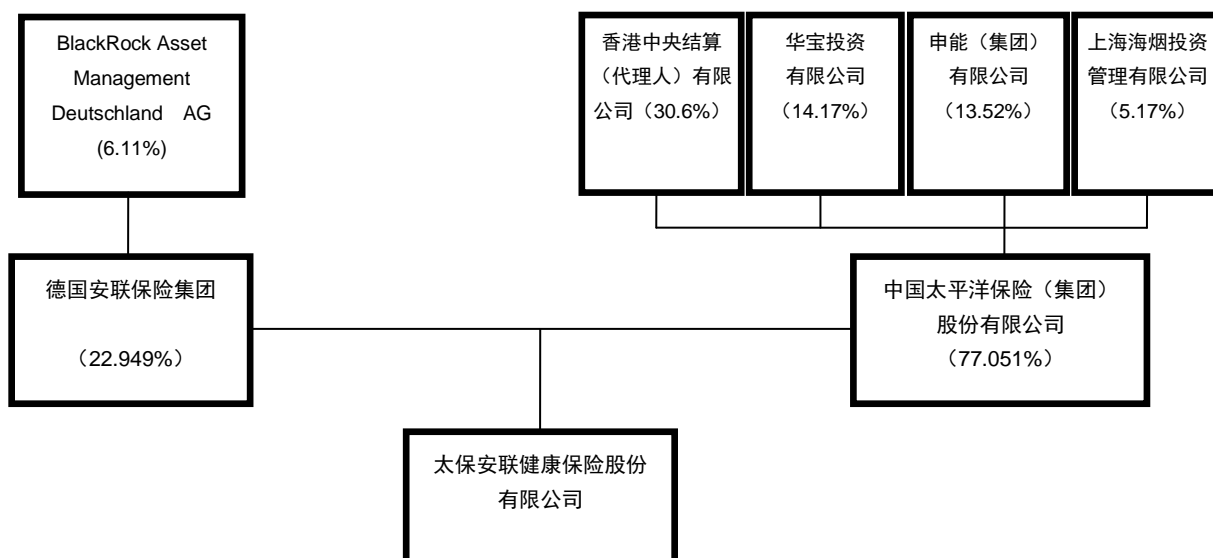 BlackRock Asset
Management
Deutschland AG
(6.11%)
香港中央结算
（代理人）有限
公司（30.6%）
华宝投资
有限公司
（14.17%）
申能（集团）
有限公司
（13.52%）
上海海烟投资
管理有限公司
（5.17%）
德国安联保险集团
（22.949%）
中国太平洋保险（集团）
股份有限公司
（77.051%）
太保安联健康保险股份
有限公司